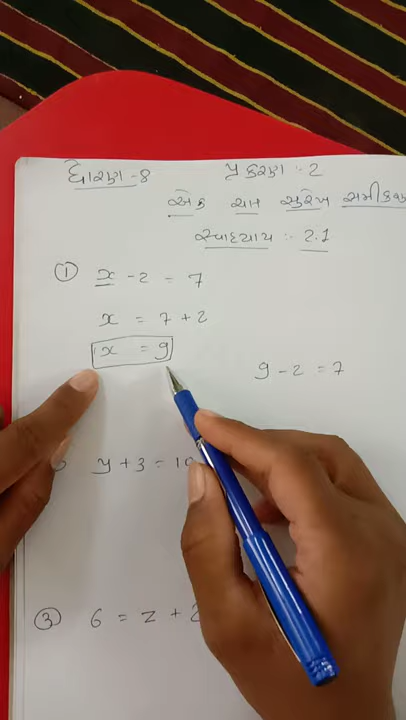 ધોરણ -8
પ્રકરણ :- 2
એક ચલ સુરેખ સમીકરણ
સ્વાધ્યાય :- 2.1
① x - 2 = 7
x = 7 + 2
x = 9
9 - 2 = 7
y + 3 = 10
③ 6 = z + 2